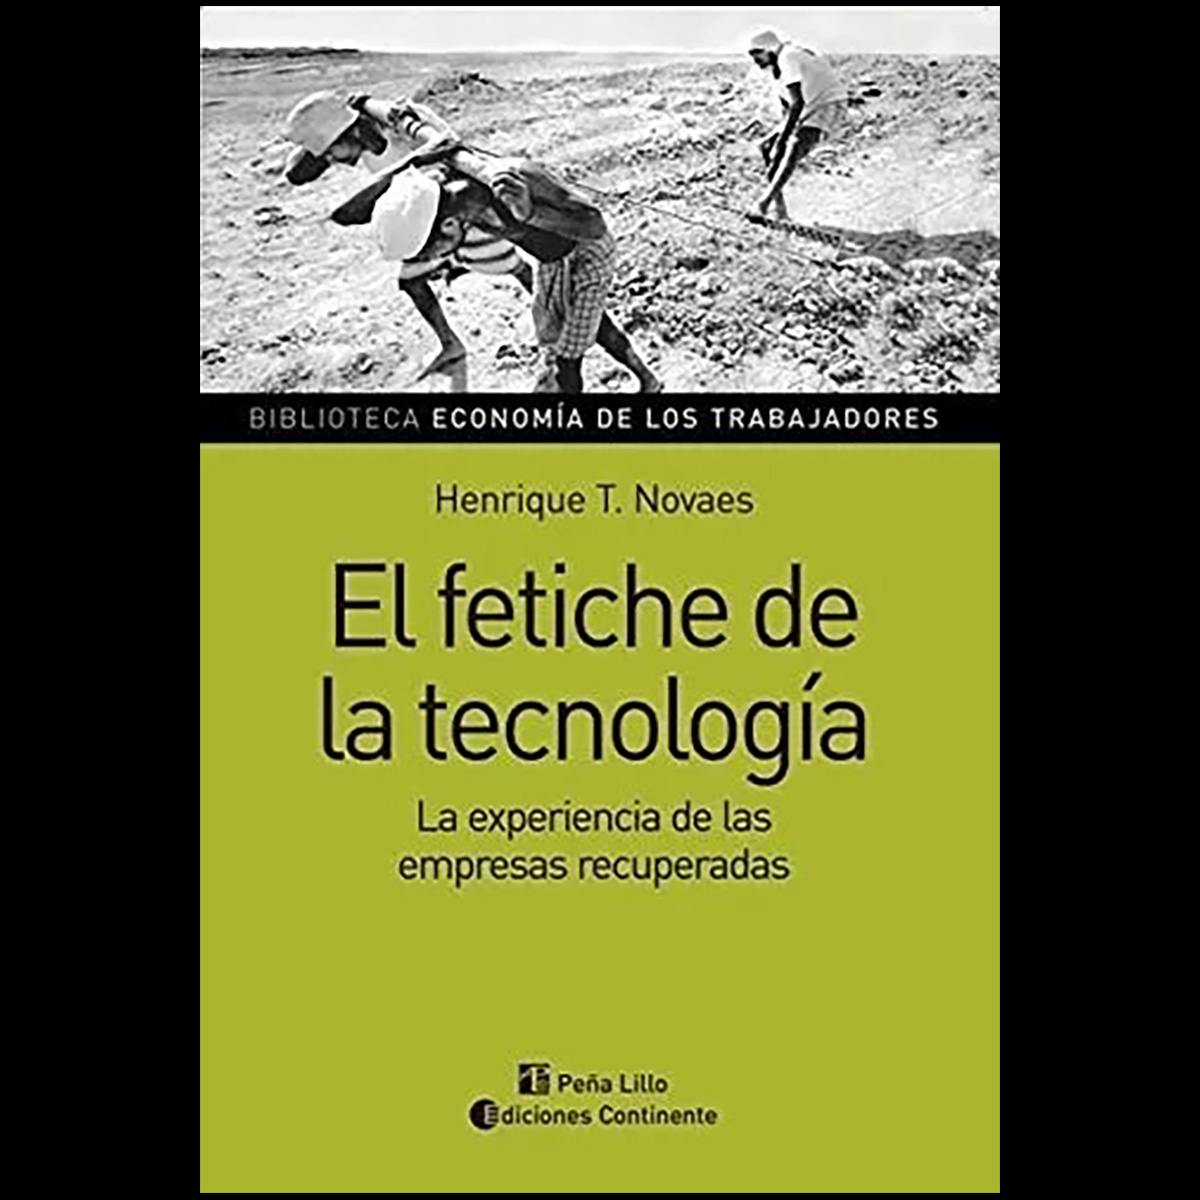 BIBLIOTECA ECONOMÍA DE LOS TRABAJADORES
Henrique T. Novaes
El fetiche de
la tecnología
La experiencia de las
empresas recuperadas
Peña Lillo
Ediciones Continente